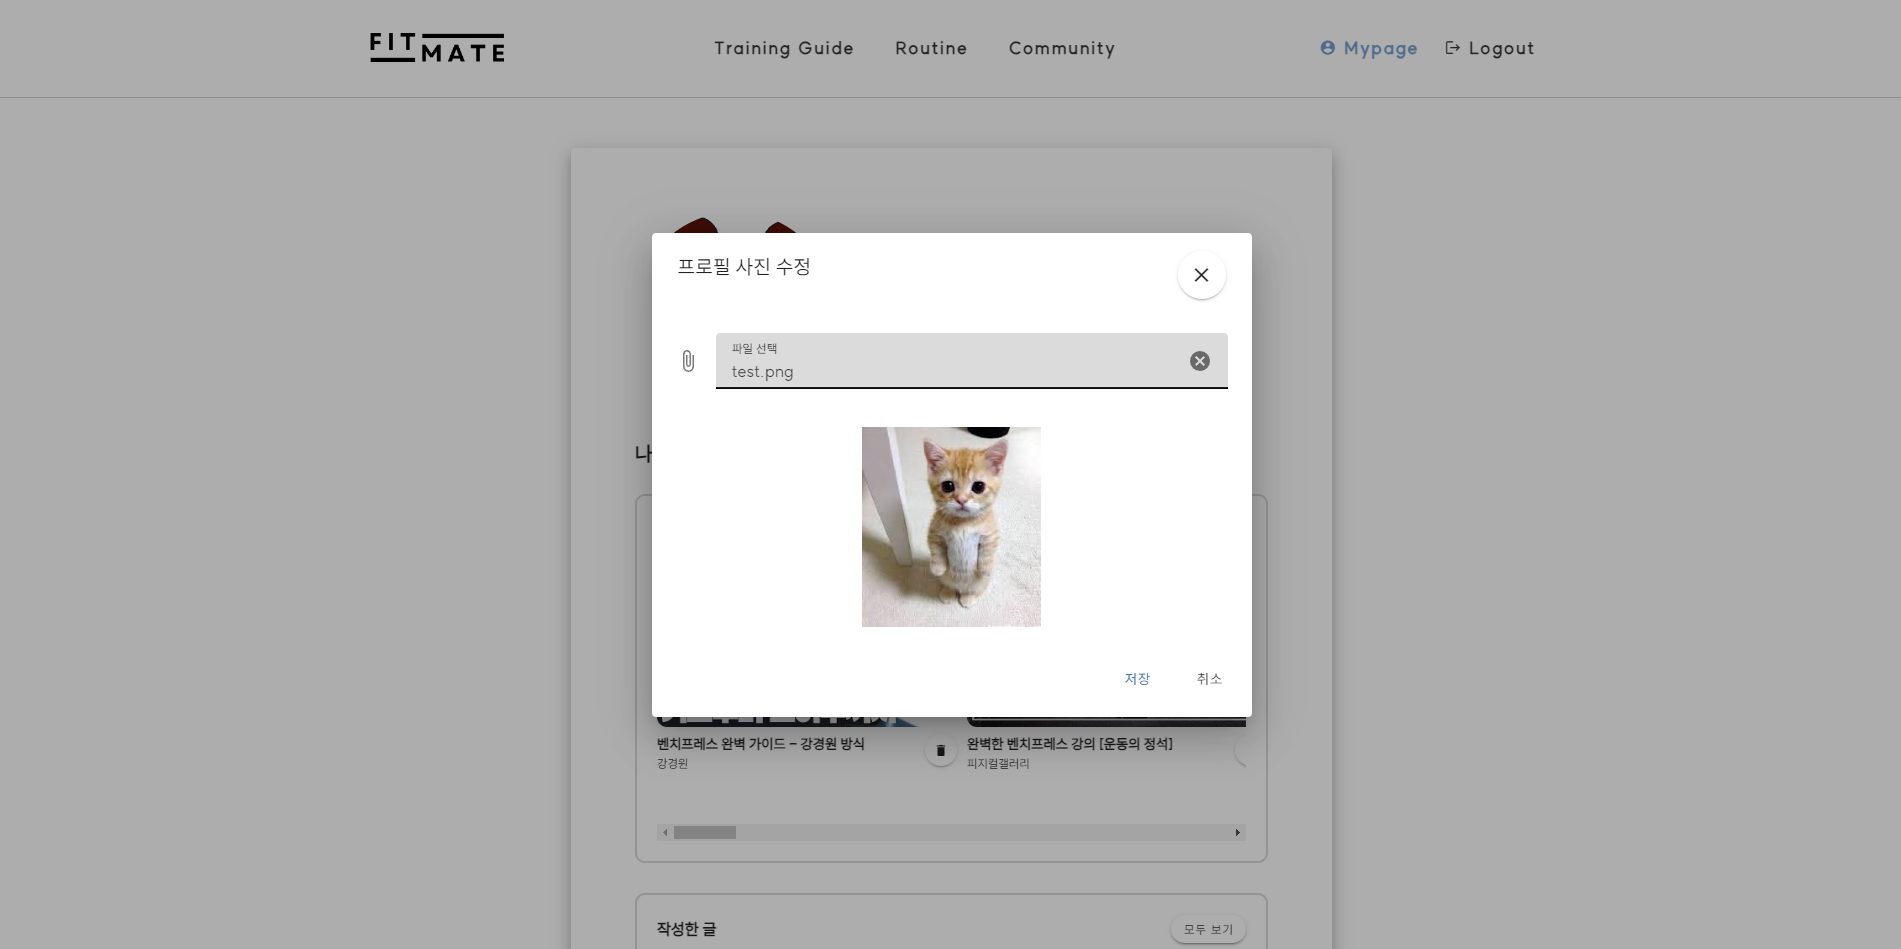 FITMATE
Training Guide
Routine
Community
Mypage
Logout
프로필 사진 수정
파일 선택
test.png
나
저장
취소
벤치프레스 완벽 가이드 - 강경원 방식
강경원
완벽한 벤치프레스 강의 [운동의 정석]
피지컬갤러리
작성한 글
모두 보기